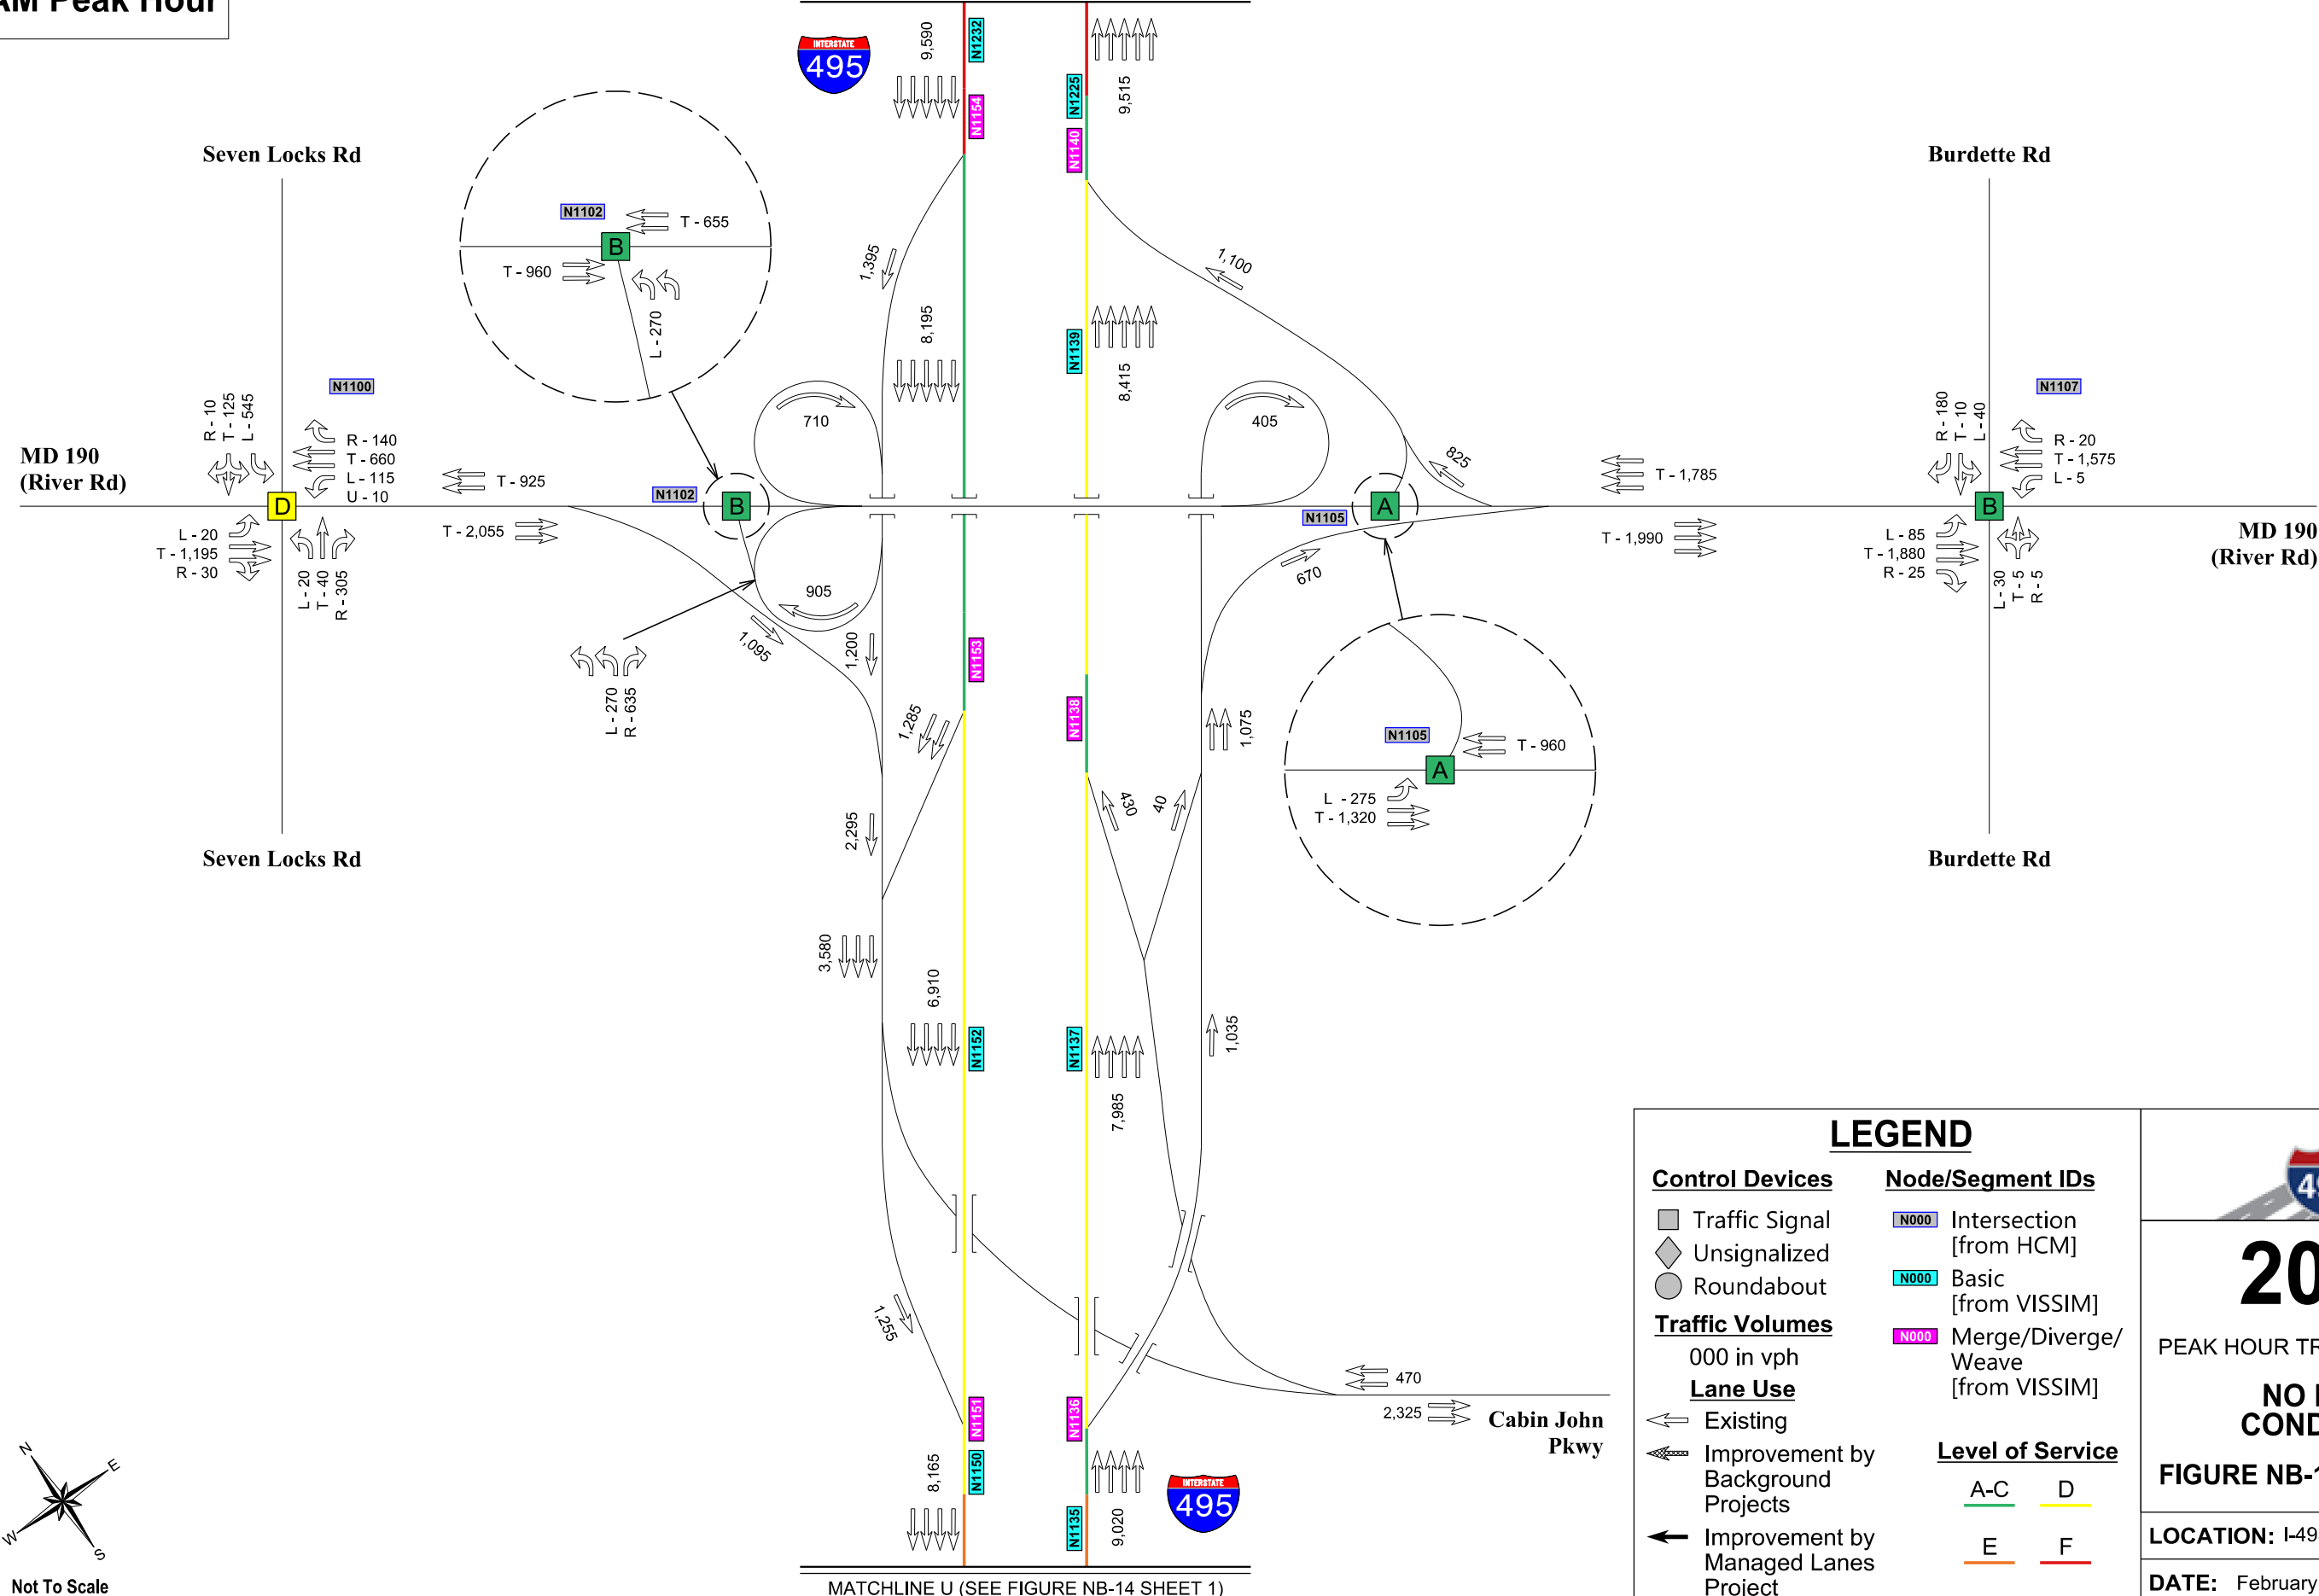 AM Peak Hour
INTERSTATE
495
9,590
N1232
N1154
N1225
N1140
9,515
Seven Locks Rd
Burdette Rd
N1102
T - 655
B
T - 960
L - 270
1,395
8,195
N1139
8,415
1,100
N1100
R - 10
T - 125
L - 545
R - 140
T - 660
L - 115
U - 10
MD 190
(River Rd)
D
L - 20
T - 1,195
R - 30
L - 20
T - 40
R - 305
T - 925
T - 2,055
N1102
B
710
905
405
825
N1105
A
T - 1,785
T - 1,990
N1107
R - 180
T - 10
L - 40
R - 20
T - 1,575
L - 5
B
L - 85
T - 1,880
R - 25
L - 30
T - 5
R - 5
MD 190
(River Rd)
670
1,095
1,200
N1153
L - 270
R - 635
1,285
N1138
1,075
N1105
T - 960
A
L - 275
T - 1,320
2,295
430
40
Seven Locks Rd
Burdette Rd
3,580
6,910
N1152
N1137
7,985
1,035
1,255
N1151
N1136
470
2,325
Cabin John
Pkwy
8,165
N1150
N1135
9,020
INTERSTATE
495
N
E
W
S
Not To Scale
MATCHLINE U (SEE FIGURE NB-14 SHEET 1)
LEGEND
Control Devices
Traffic Signal
Unsignalized
Roundabout
Traffic Volumes
000 in vph
Lane Use
Existing
Improvement by
Background
Projects
Improvement by
Managed Lanes
Project
Node/Segment IDs
N000 Intersection
[from HCM]
N000 Basic
[from VISSIM]
N000 Merge/Diverge/
Weave
[from VISSIM]
Level of Service
A-C D
E F
20
PEAK HOUR TR
NO
COND
FIGURE NB-1
LOCATION: I-49
DATE: February